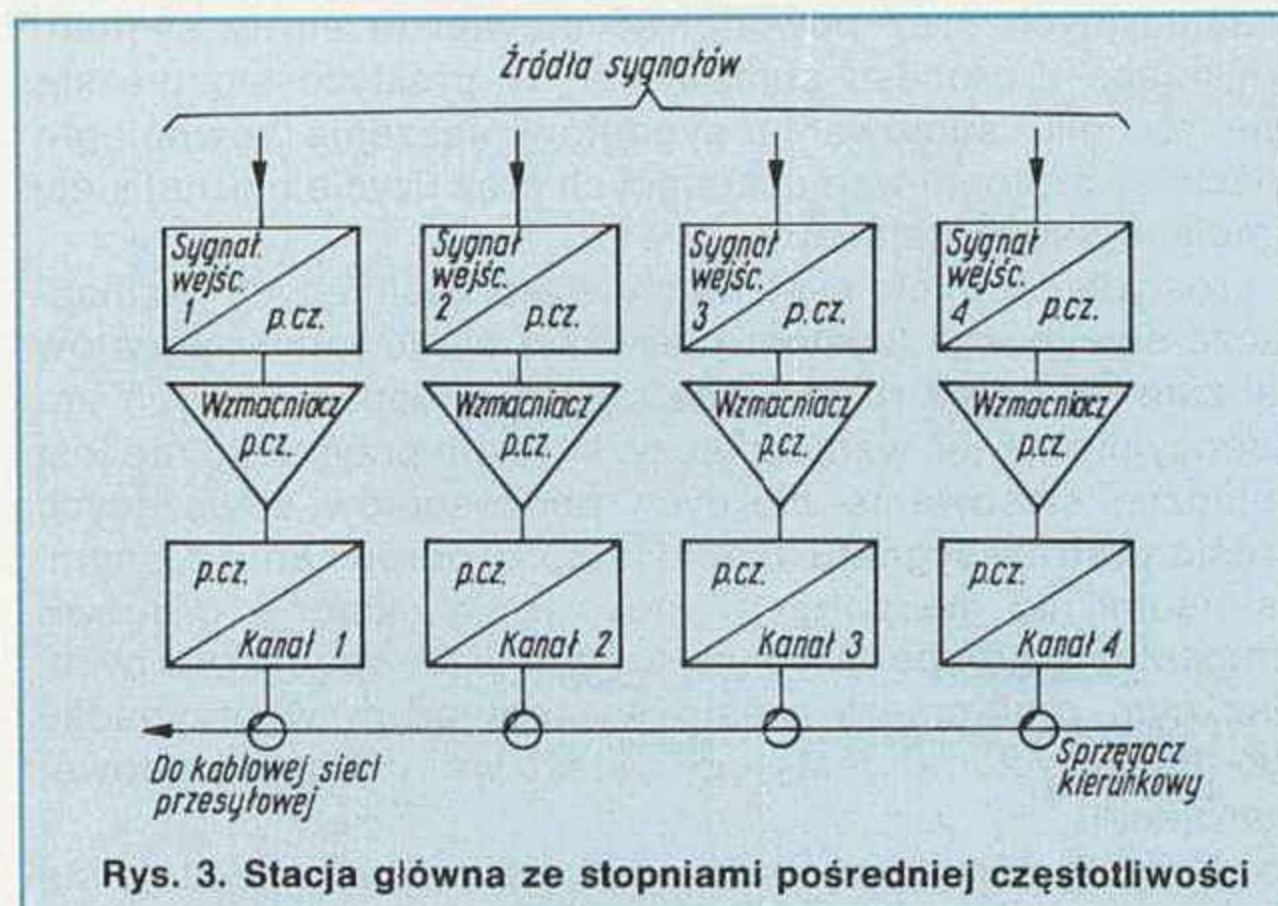 Źródła sygnałów
Sygnał wejśc. 1 p.cz.
Sygnał wejśc. 2 p.cz.
Sygnał wejśc. 3 p.cz.
Sygnał wejśc. 4 p.cz.
Wzmacniacz p.cz.
Wzmacniacz p.cz.
Wzmacniacz p.cz.
Wzmacniacz p.cz.
p.cz. Kanał 1
p.cz. Kanał 2
p.cz. Kanał 3
p.cz. Kanał 4
Do kablowej sieci
przesyłowej
Sprzęgacz
kierunkowy
Rys. 3. Stacja główna ze stopniami pośredniej częstotliwości